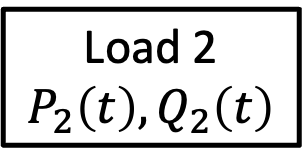 Load 2
P₂(t), Q₂(t)